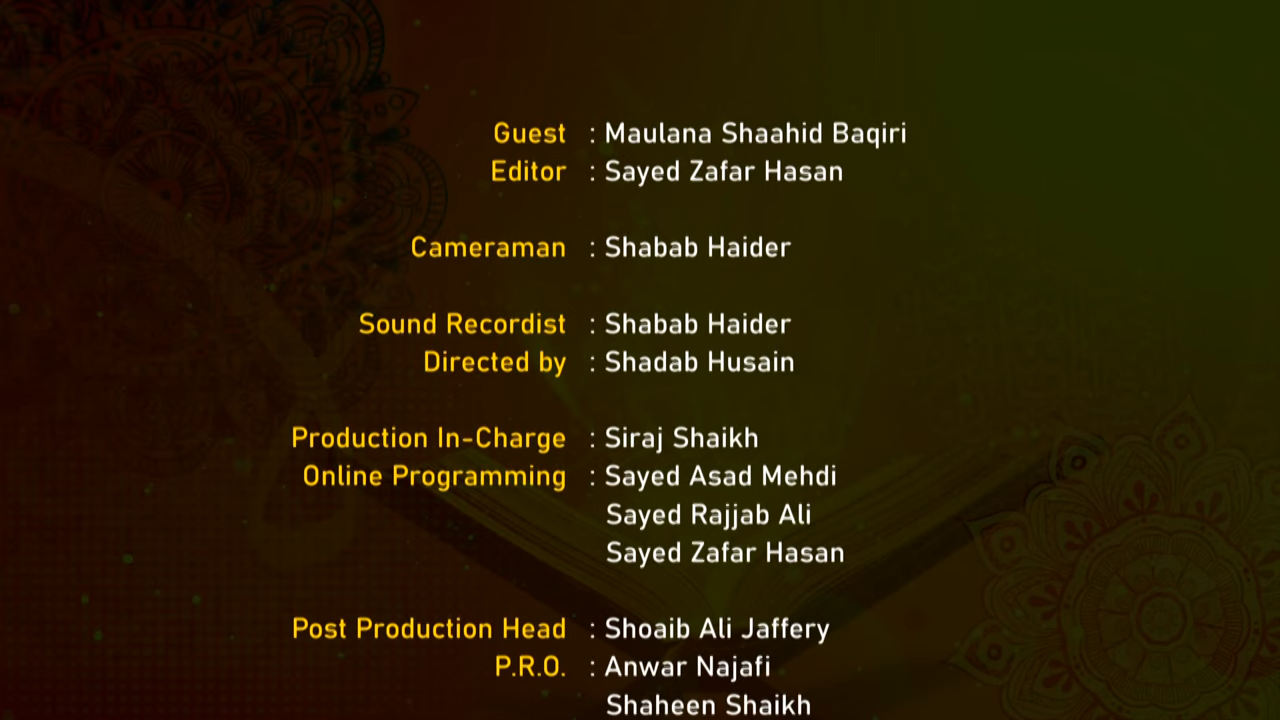 Guest : Maulana Shaahid Baqiri
Editor : Sayed Zafar Hasan
Cameraman : Shabab Haider
Sound Recordist : Shabab Haider
Directed by : Shadab Husain
Production In-Charge : Siraj Shaikh
Online Programming : Sayed Asad Mehdi
Sayed Rajjab Ali
Sayed Zafar Hasan
Post Production Head : Shoaib Ali Jaffery
P.R.O. : Anwar Najafi
Shaheen Shaikh